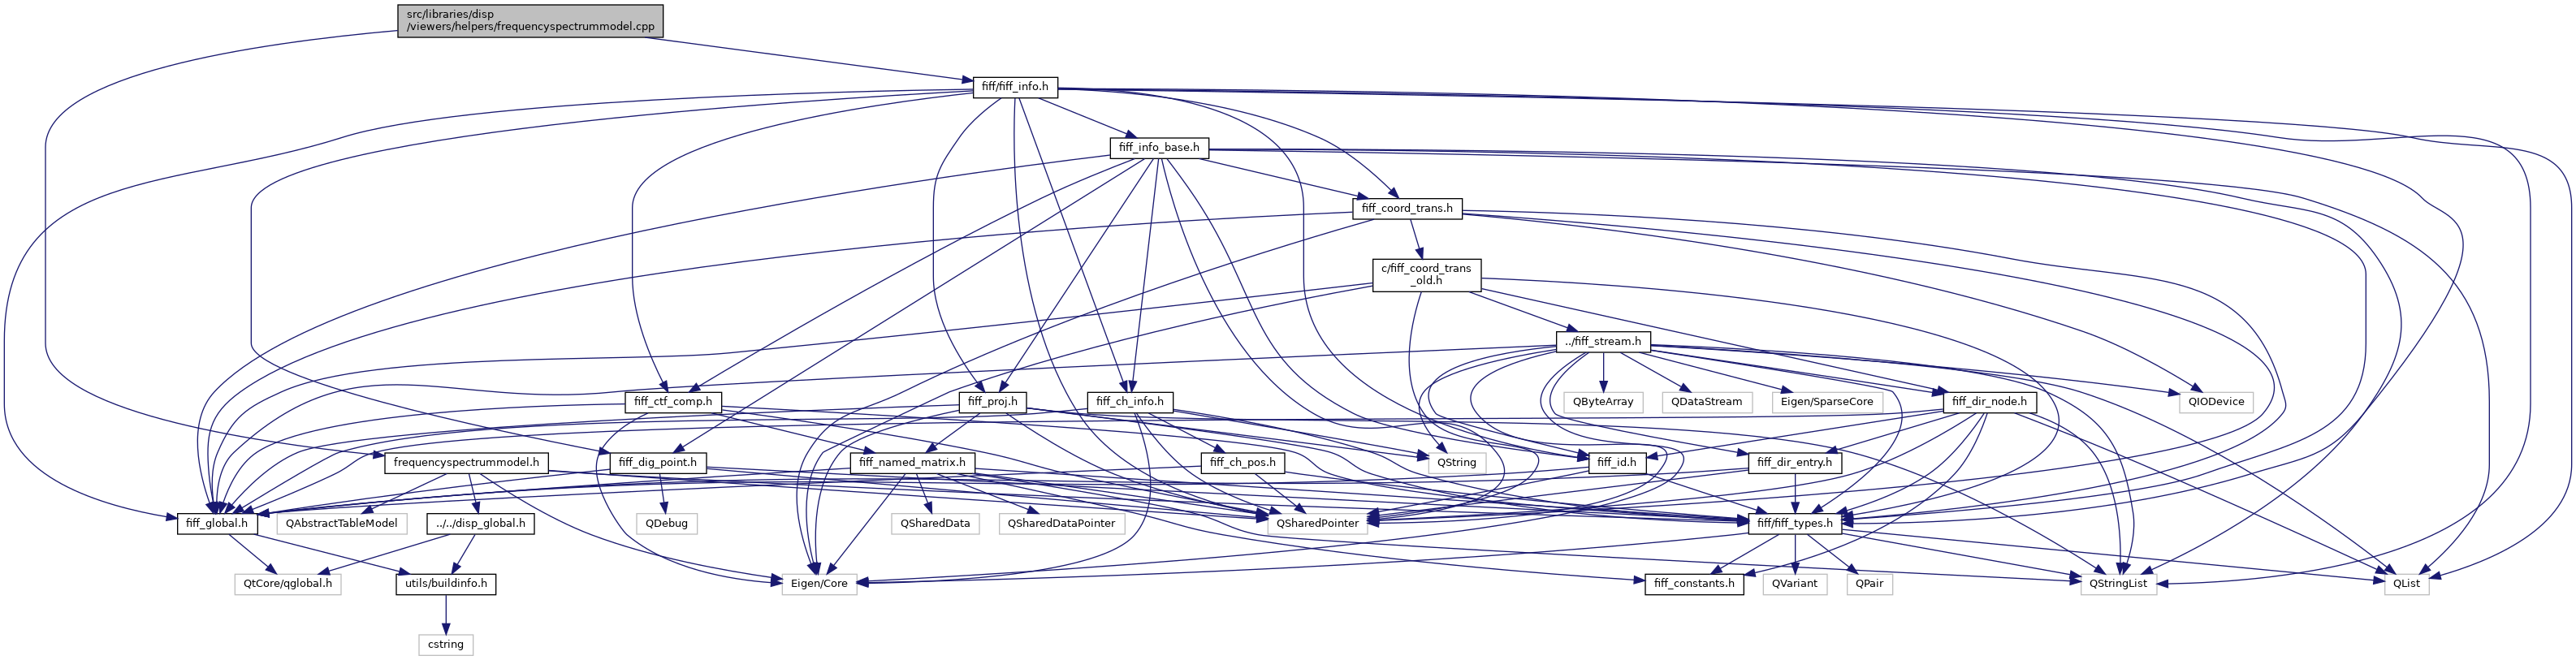 src/libraries/disp
/viewers/helpers/frequencyspectrummodel.cpp
fiff/fiff_info.h
fiff_info_base.h
fiff_coord_trans.h
c/fiff_coord_trans
_old.h
../fiff_stream.h
fiff_ctf_comp.h
fiff_proj.h
fiff_ch_info.h
QByteArray
QDataStream
Eigen/SparseCore
fiff_dir_node.h
QIODevice
frequencyspectrummodel.h
fiff_dig_point.h
fiff_named_matrix.h
fiff_ch_pos.h
QString
fiff_id.h
fiff_dir_entry.h
fiff_global.h
QAbstractTableModel
../../disp_global.h
QDebug
QSharedData
QSharedDataPointer
QSharedPointer
fiff/fiff_types.h
QtCore/qglobal.h
utils/buildinfo.h
Eigen/Core
fiff_constants.h
QVariant
QPair
QStringList
QList
cstring